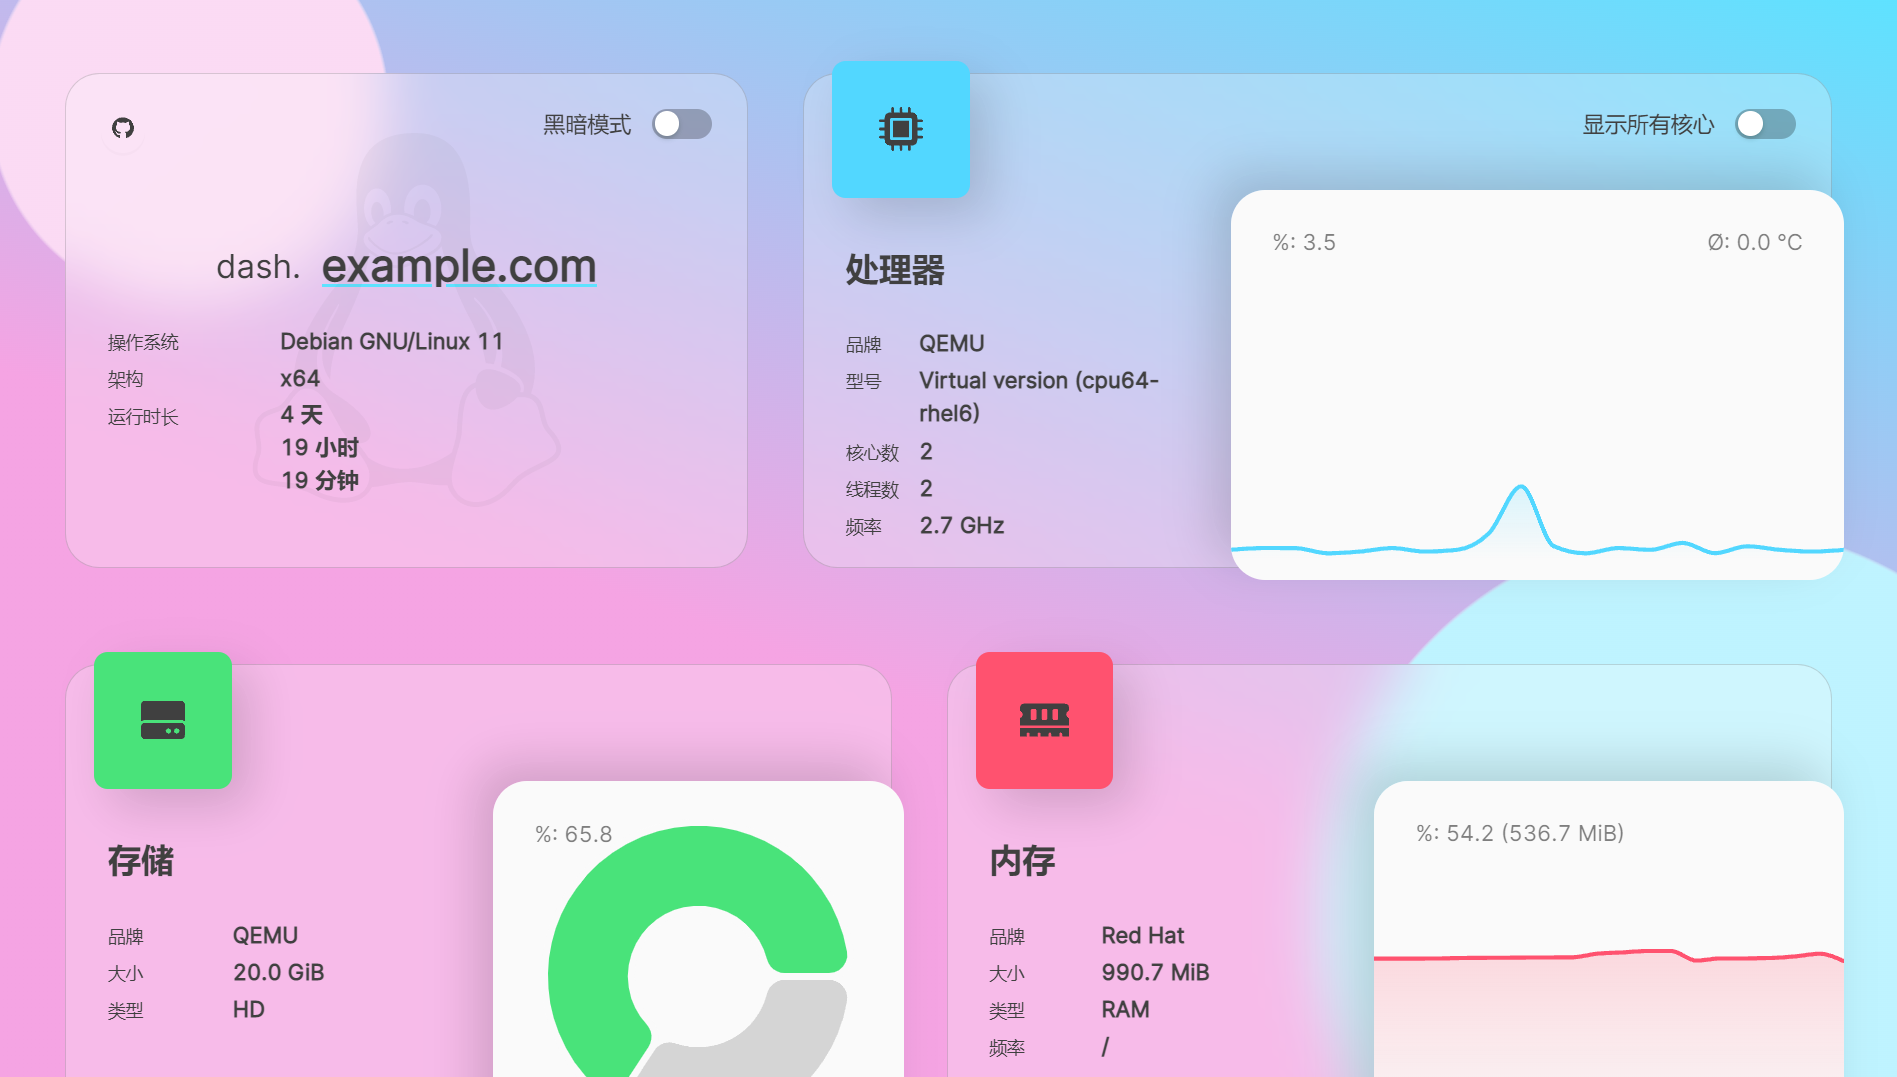 黑暗模式
dash. example.com
操作系统 Debian GNU/Linux 11
架构 x64
运行时长 4 天
19 小时
19 分钟
显示所有核心
处理器
品牌 QEMU
型号 Virtual version (cpu64-
rhel6)
核心数 2
线程数 2
频率 2.7 GHz
%: 3.5
Ø: 0.0 °C
存储
品牌 QEMU
大小 20.0 GiB
类型 HD
%: 65.8
内存
品牌 Red Hat
大小 990.7 MiB
类型 RAM
频率 /
%: 54.2 (536.7 MiB)